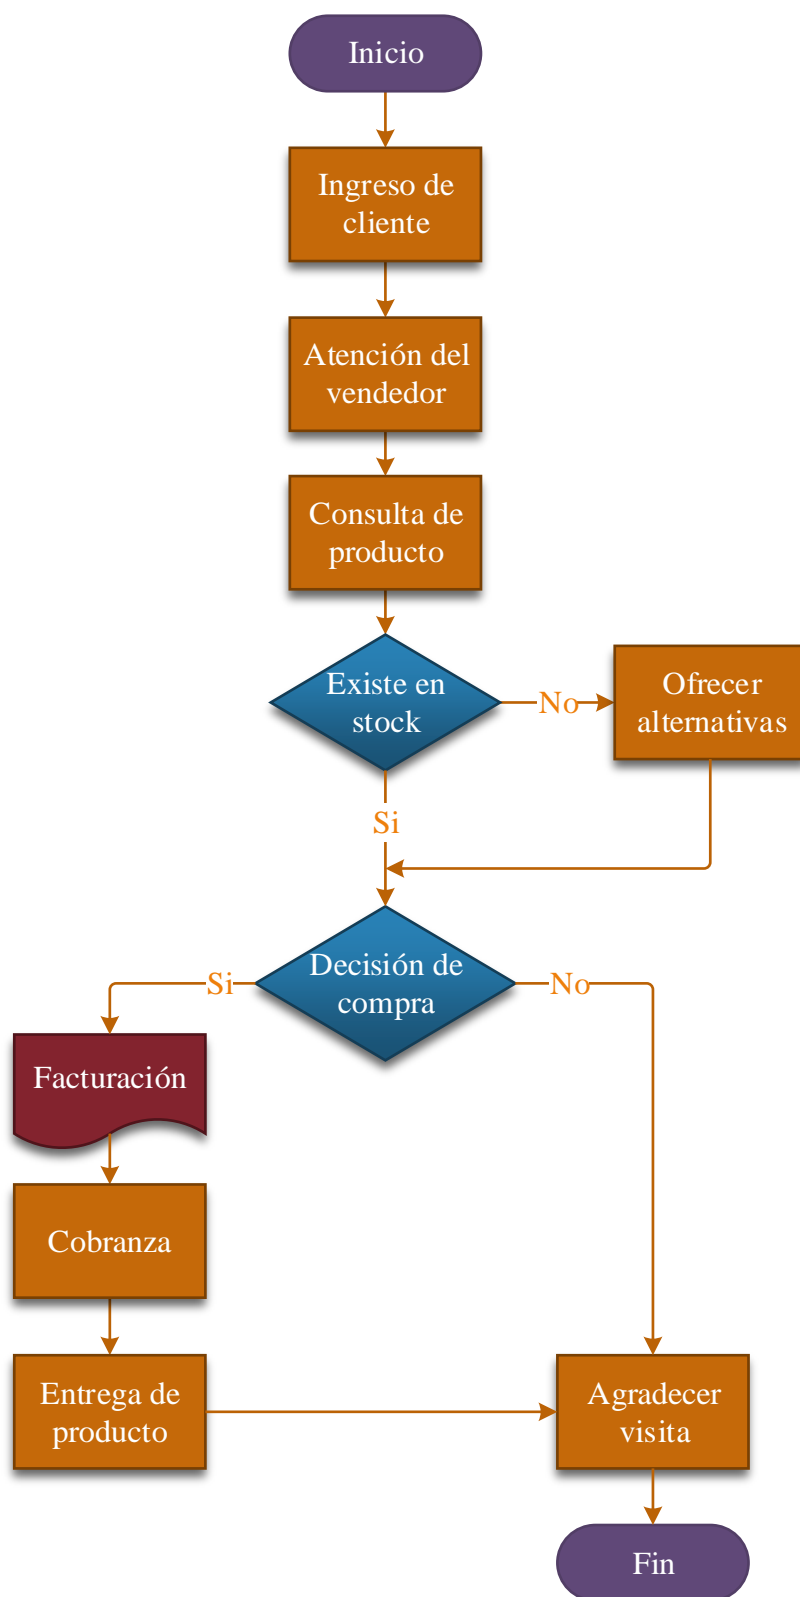 Inicio
Ingreso de
cliente
Atención del
vendedor
Consulta de
producto
Existe en
stock
No
Ofrecer
alternativas
Si
Decisión de
compra
Si
No
Facturación
Cobranza
Entrega de
producto
Agradecer
visita
Fin